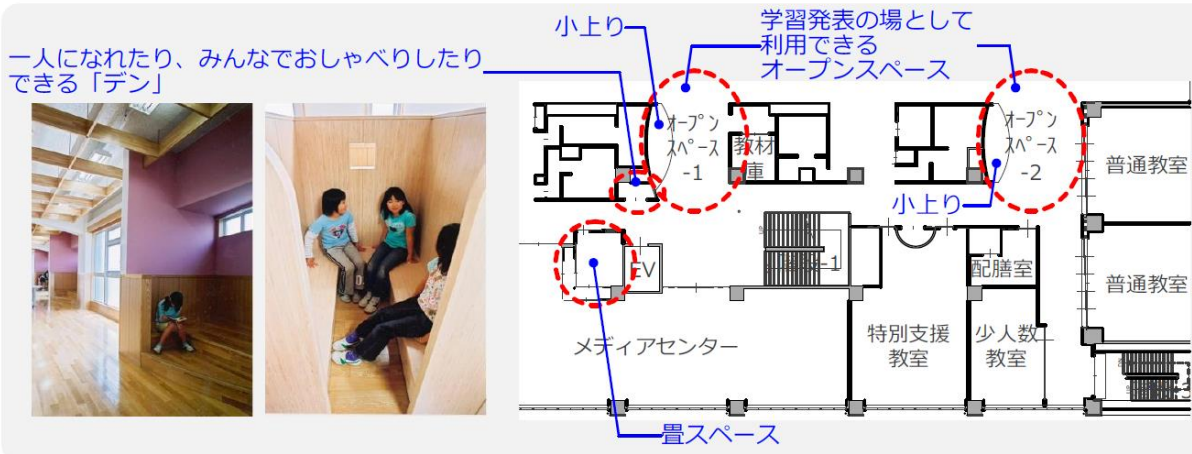 一人になれたり、みんなでおしゃべりしたり
できる「デン」
小上り
学習発表の場として
利用できる
オープンスペース
オープン
スペース
-1
教材
庫
オープン
スペース
-2
普通教室
小上り
EV
-1
配膳室
普通教室
メディアセンター
特別支援
教室
少人数
教室
畳スペース